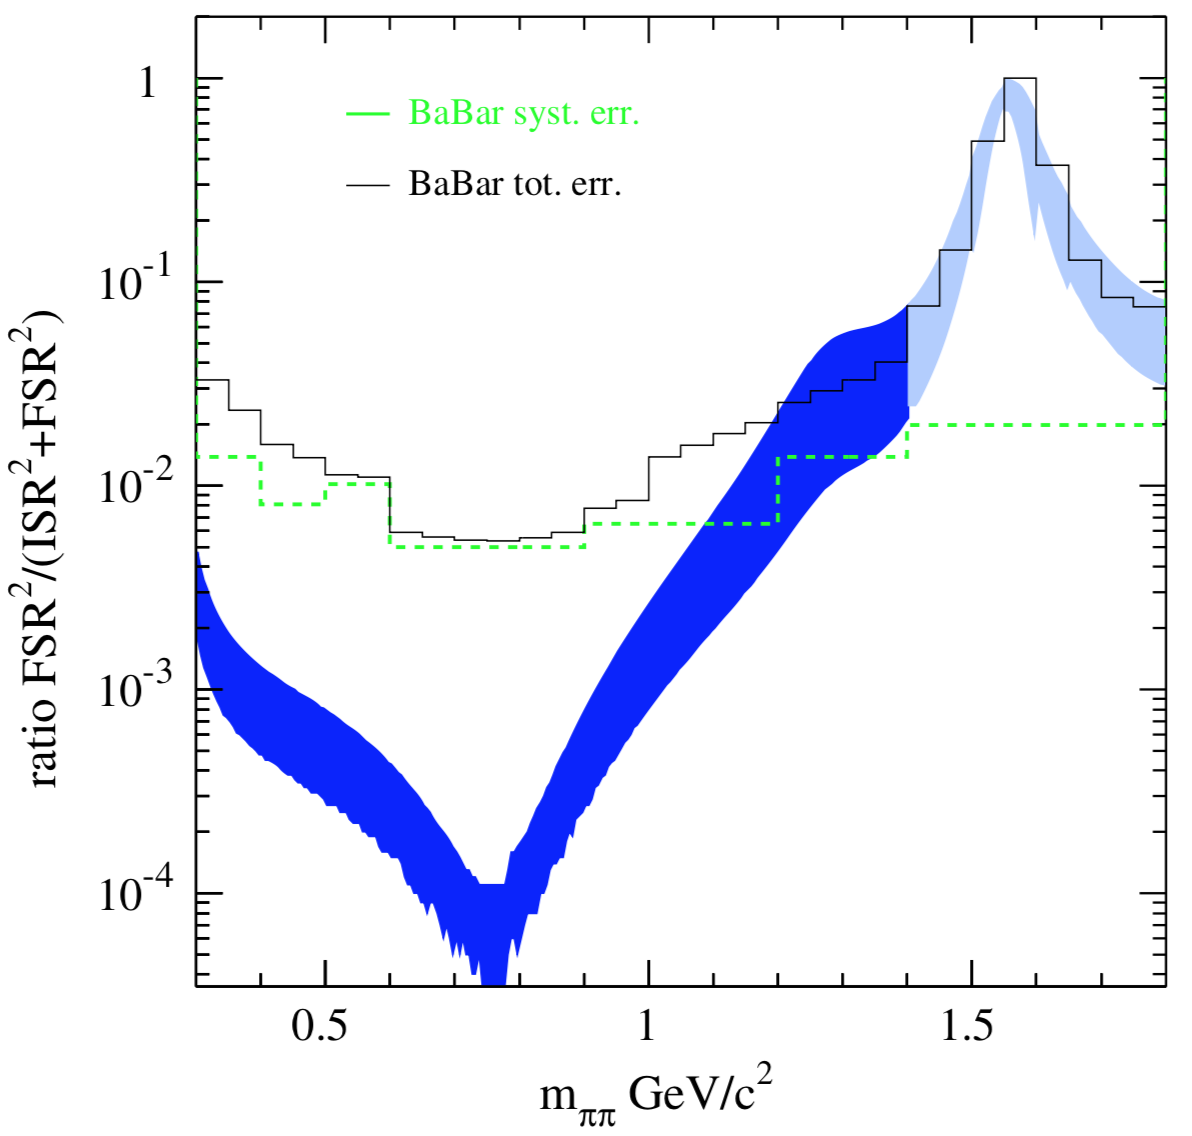 BaBar syst. err.
BaBar tot. err.
1
10⁻¹
10⁻²
10⁻³
10⁻⁴
ratio FSR²/(ISR²+FSR²)
0.5
1
1.5
m_ππ GeV/c²